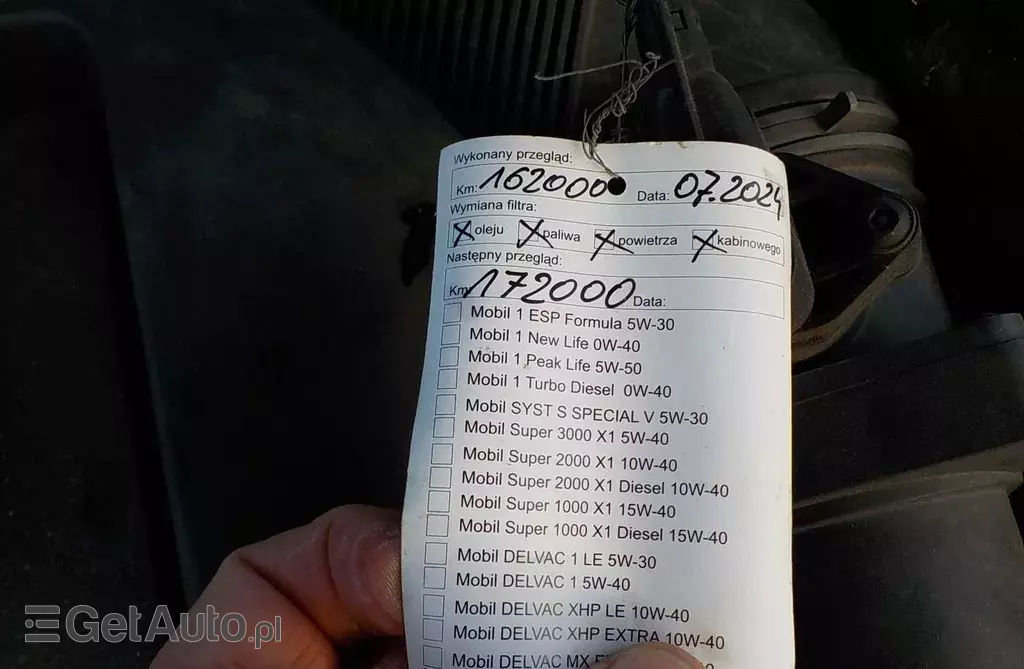 Wykonany przegląd:
Km: 162000 Data: 07.2024
Wymiana filtra:
oleju paliwa powietrza kabinowego
Następny przegląd:
Km: 172000 Data:
Mobil 1 ESP Formula 5W-30
Mobil 1 New Life 0W-40
Mobil 1 Peak Life 5W-50
Mobil 1 Turbo Diesel 0W-40
Mobil SYST S SPECIAL V 5W-30
Mobil Super 3000 X1 5W-40
Mobil Super 2000 X1 10W-40
Mobil Super 2000 X1 Diesel 10W-40
Mobil Super 1000 X1 15W-40
Mobil Super 1000 X1 Diesel 15W-40
Mobil DELVAC 1 LE 5W-30
Mobil DELVAC 1 5W-40
Mobil DELVAC XHP LE 10W-40
Mobil DELVAC XHP EXTRA 10W-40
Mobil DELVAC MX
GetAuto.pl